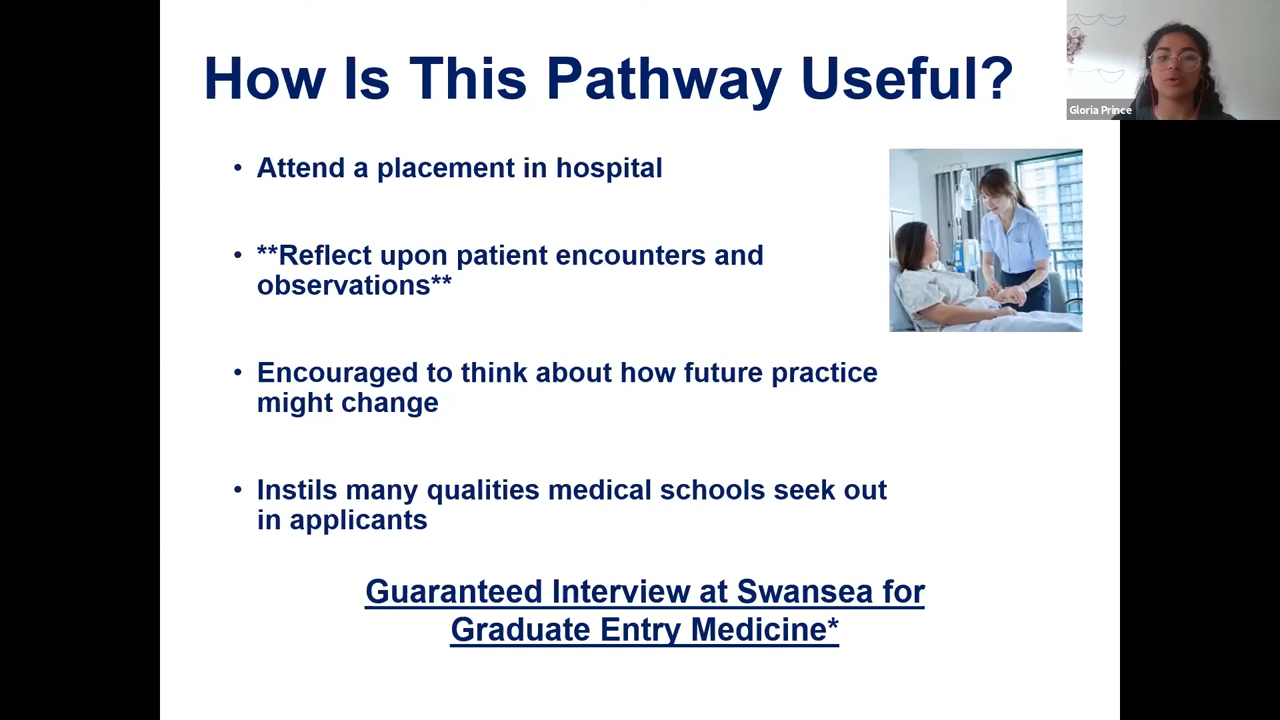 How Is This Pathway Useful?
Gloria Prince
• Attend a placement in hospital
• **Reflect upon patient encounters and
observations**
• Encouraged to think about how future practice
might change
• Instils many qualities medical schools seek out
in applicants
Guaranteed Interview at Swansea for
Graduate Entry Medicine*